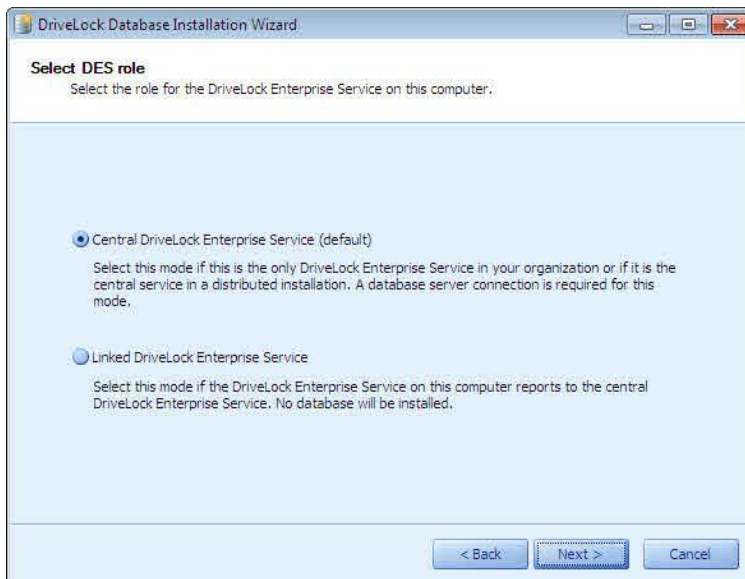 DriveLock Database Installation Wizard
Select DES role
Select the role for the DriveLock Enterprise Service on this computer.
Central DriveLock Enterprise Service (default)
Select this mode if this is the only DriveLock Enterprise Service in your organization or if it is the
central service in a distributed installation. A database server connection is required for this
mode.
Linked DriveLock Enterprise Service
Select this mode if the DriveLock Enterprise Service on this computer reports to the central
DriveLock Enterprise Service. No database will be installed.
< Back Next > Cancel